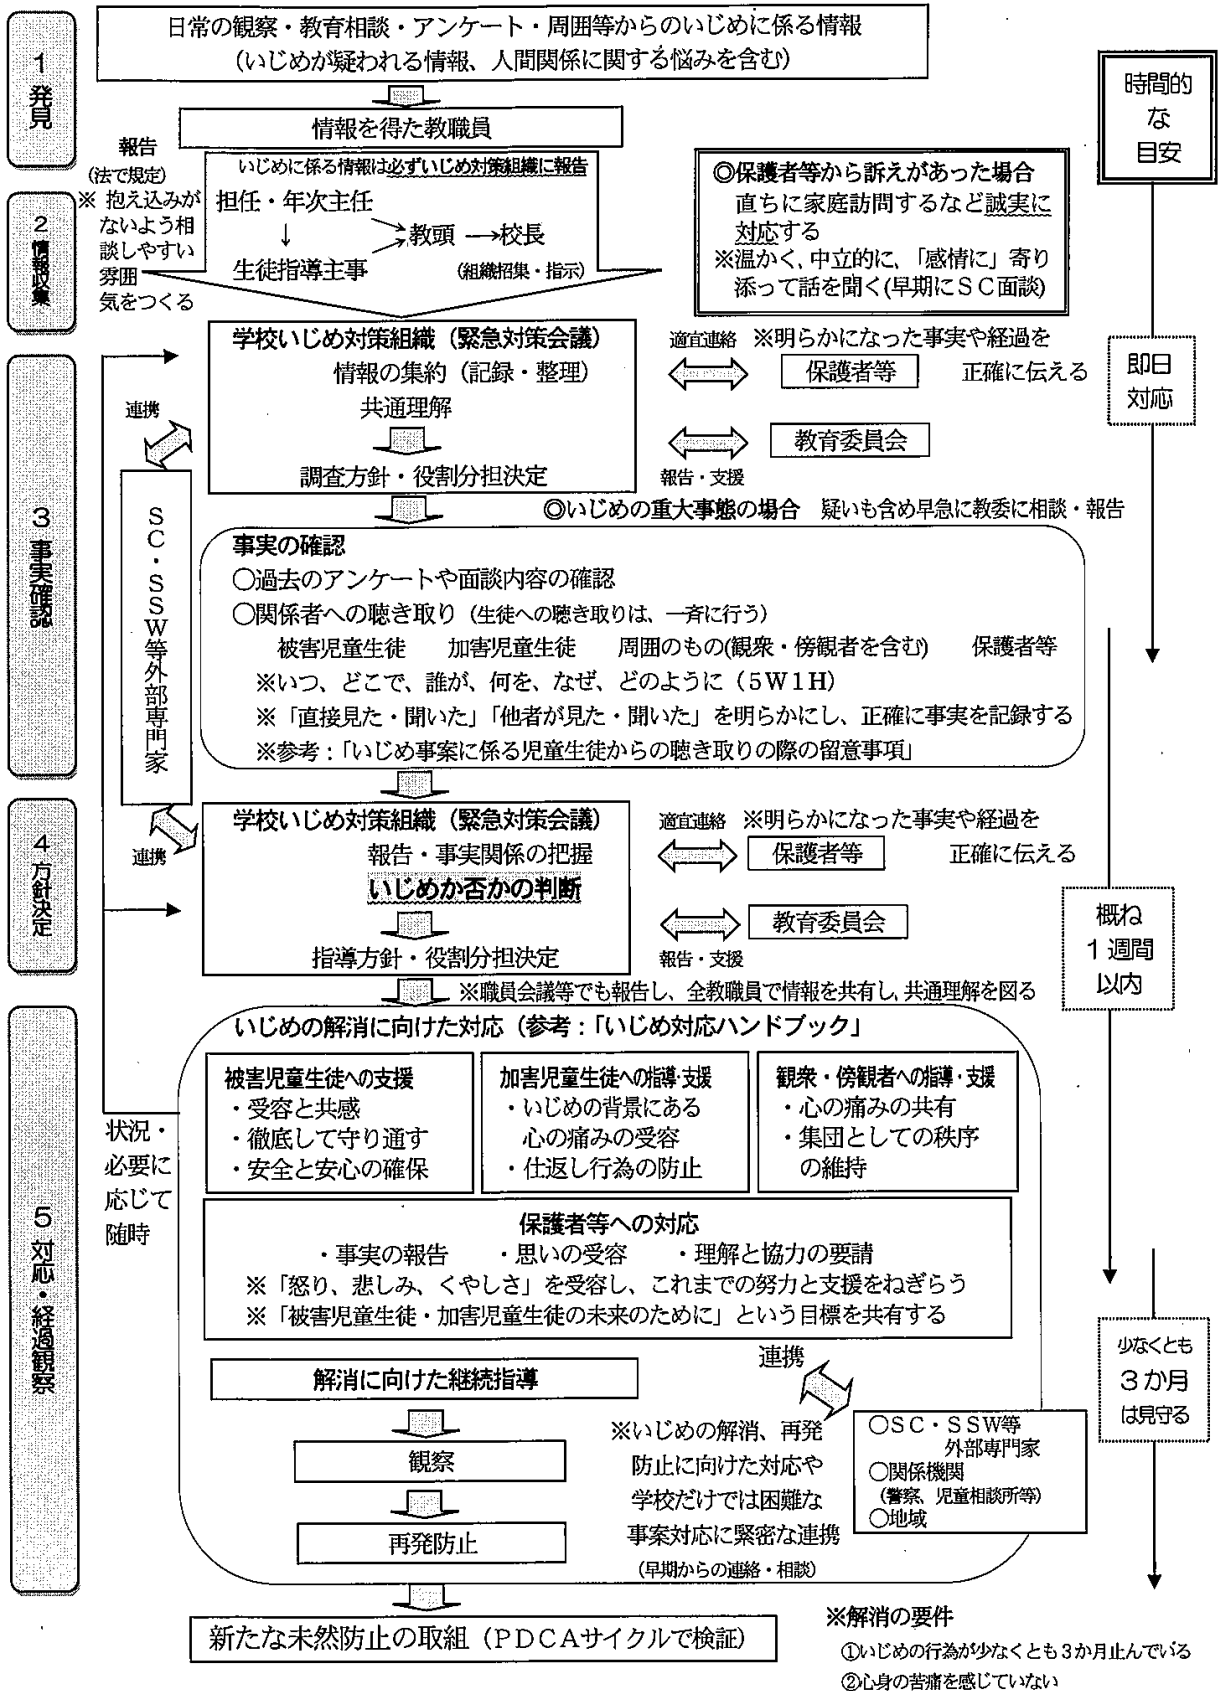 1 発見
日常の観察・教育相談・アンケート・周囲等からのいじめに係る情報
(いじめが疑われる情報、人間関係に関する悩みを含む)
情報を得た教職員
時間的
な
目安
報告
(法で規定)
※ 抱え込みが
ないよう相
談しやすい
雰囲
気をつくる
いじめに係る情報は必ずいじめ対策組織に報告
担任・年次主任
↓
教頭 →校長
生徒指導主事
(組織招集・指示)
◎保護者等から訴えがあった場合
直ちに家庭訪問するなど誠実に
対応する
※温かく、中立的に、「感情に」寄り
添って話を聞く(早期にSC面談)
2 情報収集
3 事実確認
学校いじめ対策組織(緊急対策会議)
情報の集約(記録・整理)
共通理解
調査方針・役割分担決定
適宜連絡 ※明らかになった事実や経過を
保護者等 正確に伝える
教育委員会
報告・支援
即日
対応
連携
SC・SSW等外部専門家
◎いじめの重大事態の場合 疑いも含め早急に教委に相談・報告
事実の確認
○過去のアンケートや面談内容の確認
○関係者への聴き取り(生徒への聴き取りは、一斉に行う)
被害児童生徒 加害児童生徒 周囲のもの(観衆・傍観者を含む) 保護者等
※いつ、どこで、誰が、何を、なぜ、どのように(5W1H)
※「直接見た・聞いた」「他者が見た・聞いた」を明らかにし、正確に事実を記録する
※参考:「いじめ事案に係る児童生徒からの聴き取りの際の留意事項」
4 方針決定
連携
学校いじめ対策組織(緊急対策会議)
報告・事実関係の把握
いじめか否かの判断
指導方針・役割分担決定
適宜連絡 ※明らかになった事実や経過を
保護者等 正確に伝える
教育委員会
報告・支援
概ね
1週間
以内
※職員会議等でも報告し、全教職員で情報を共有し、共通理解を図る
5 対応・経過観察
状況・
必要に
応じて
随時
いじめの解消に向けた対応(参考:「いじめ対応ハンドブック」
被害児童生徒への支援
・受容と共感
・徹底して守り通す
・安全と安心の確保
加害児童生徒への指導・支援
・いじめの背景にある
心の痛みの受容
・仕返し行為の防止
観衆・傍観者への指導・支援
・心の痛みの共有
・集団としての秩序
の維持
保護者等への対応
・事実の報告 ・思いの受容 ・理解と協力の要請
※「怒り、悲しみ、くやしさ」を受容し、これまでの努力と支援をねぎらう
※「被害児童生徒・加害児童生徒の未来のために」という目標を共有する
少なくとも
3か月
は見守る
解消に向けた継続指導
観察
再発防止
連携
※いじめの解消、再発
防止に向けた対応や
学校だけでは困難な
事案対応に緊密な連携
(早期からの連絡・相談)
○SC・SSW等
外部専門家
○関係機関
(警察、児童相談所等)
○地域
新たな未然防止の取組(PDCAサイクルで検証)
※解消の要件
①いじめの行為が少なくとも3か月止んでいる
②心身の苦痛を感じていない